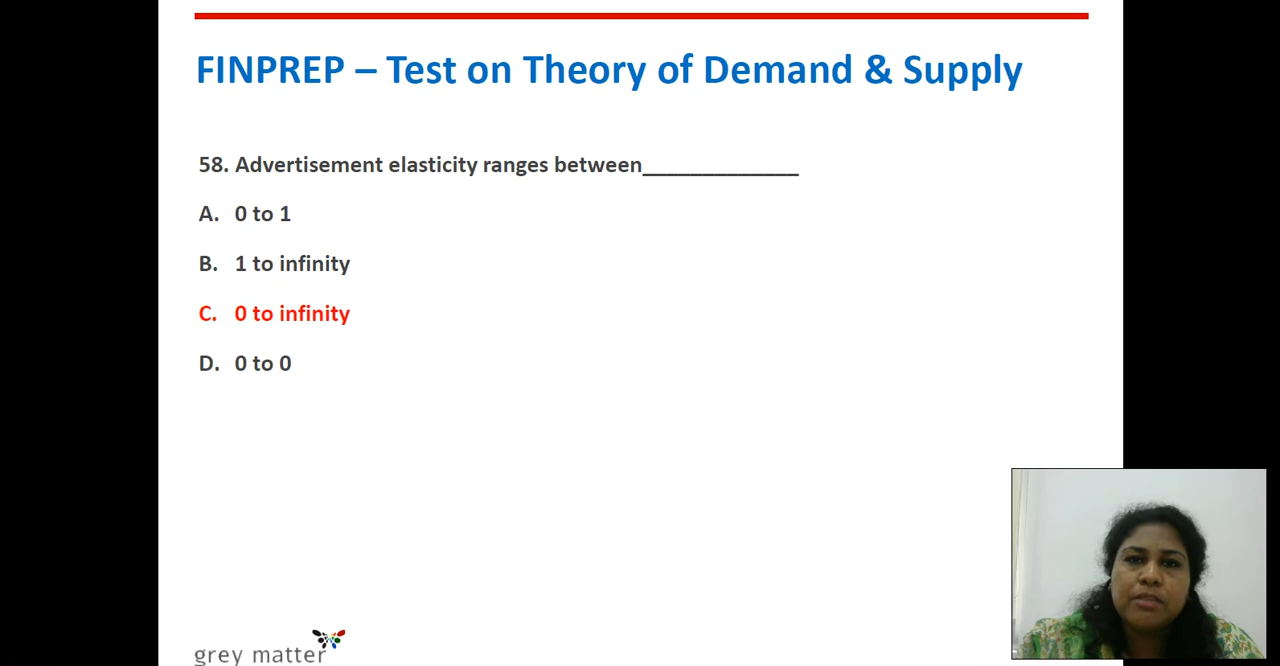 FINPREP – Test on Theory of Demand & Supply
58. Advertisement elasticity ranges between_____________
A. 0 to 1
B. 1 to infinity
C. 0 to infinity
D. 0 to 0
grey matter